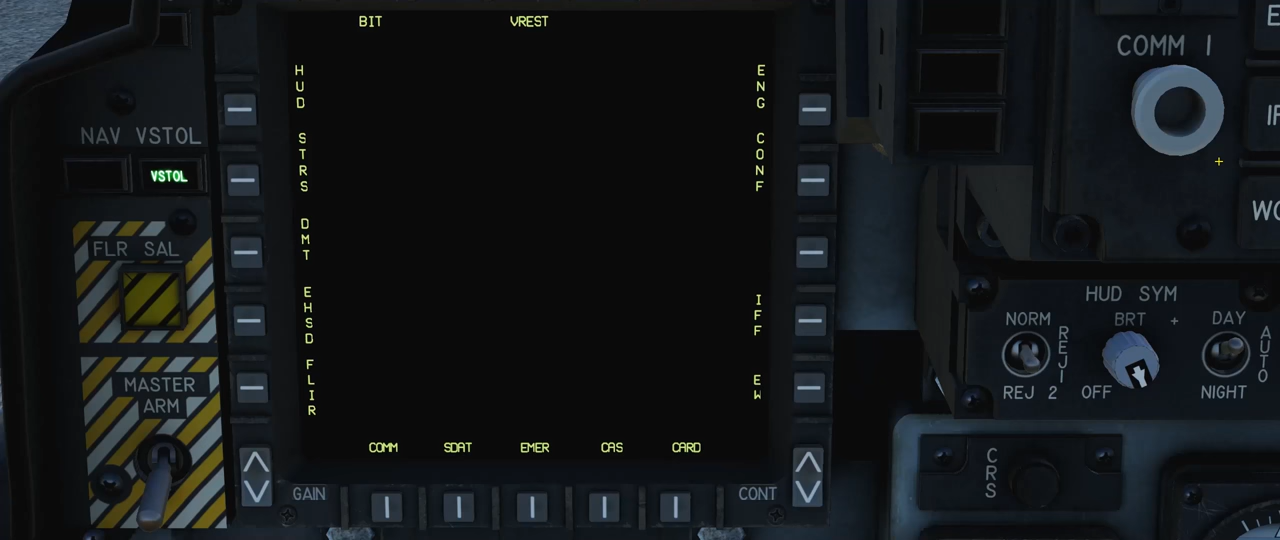 BIT VREST
HUD
STRS
DMT
EHSD
FLIR
ENG
CONF
IFF
EW
COMM SDAT EMER CAS CARD
GAIN
CONT
NAV VSTOL
VSTOL
FLR SAL
MASTER
ARM
COMM 1
HUD SYM
NORM
REJ 1
REJ 2
BRT +
OFF
DAY
AUTO
NIGHT
CRS